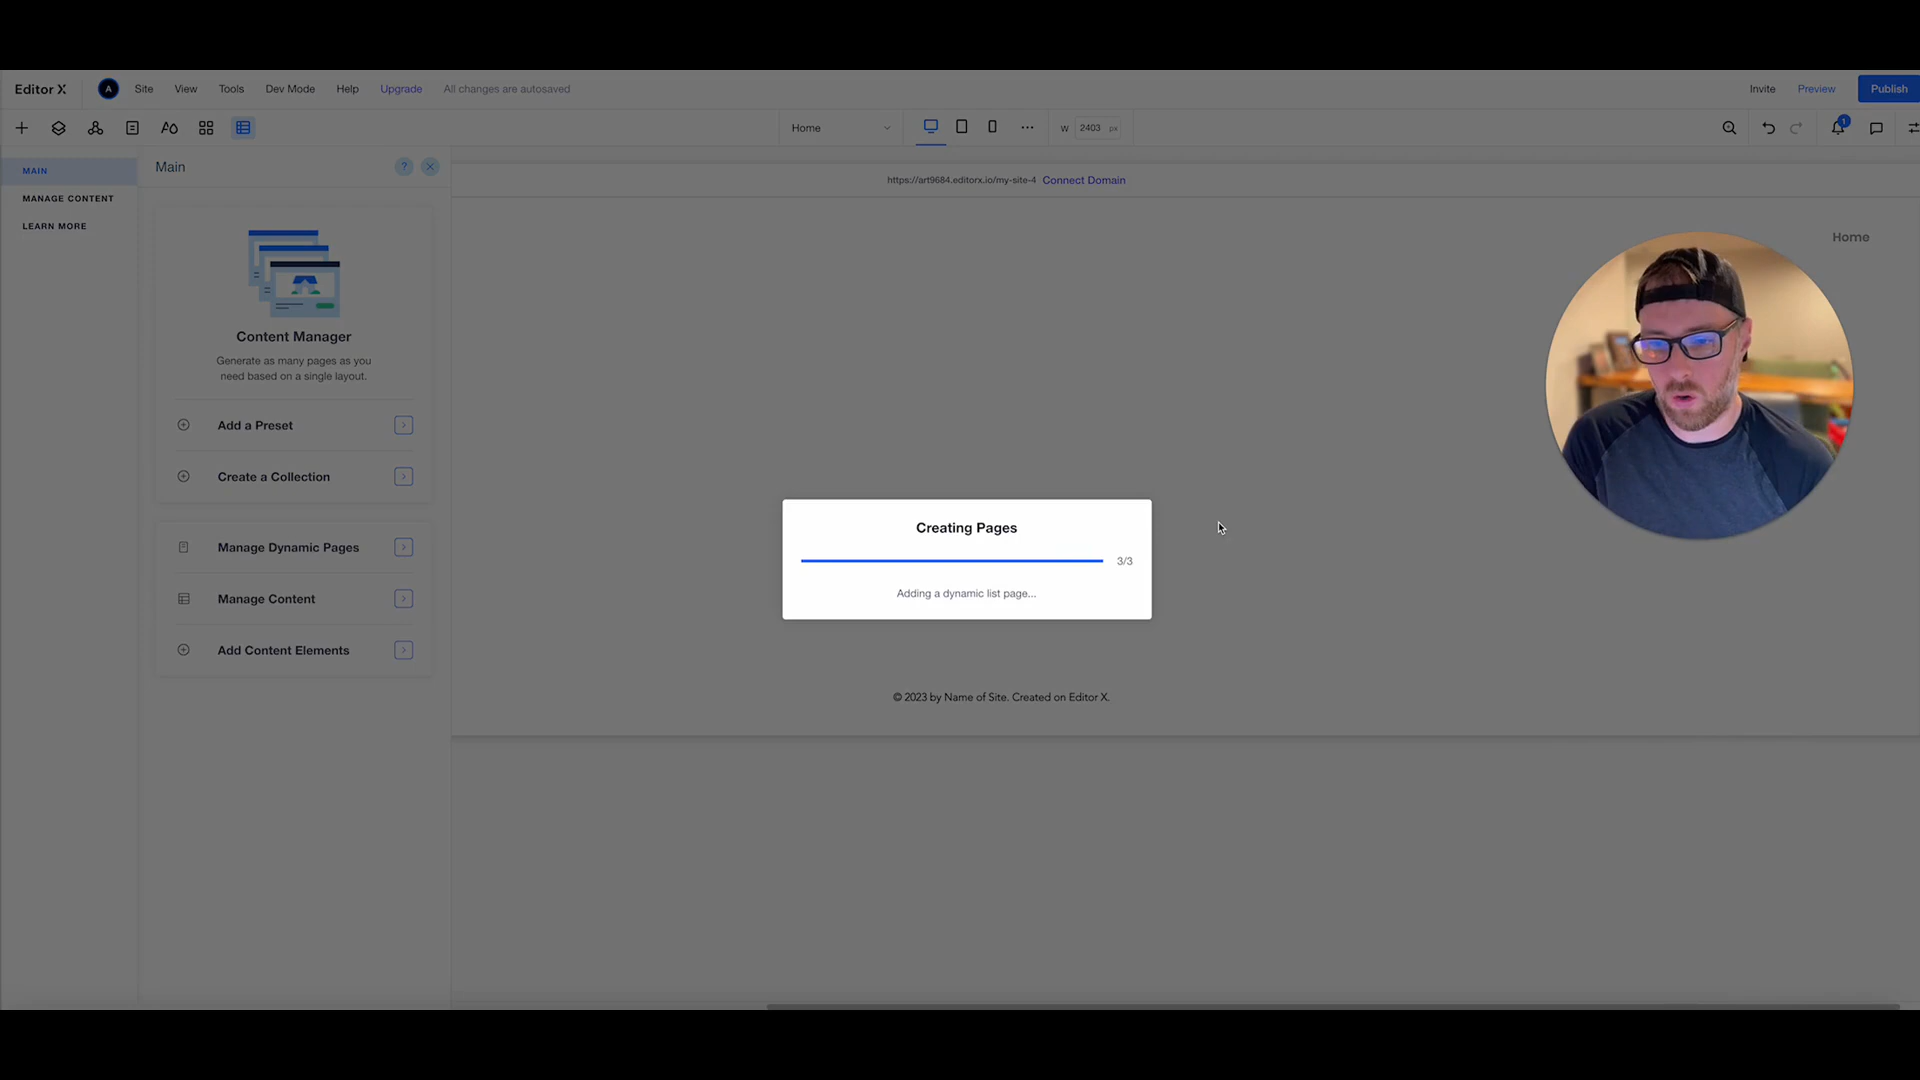 Editor X
A
Site
View
Tools
Dev Mode
Help
Upgrade
All changes are autosaved
Invite
Preview
Publish
Home
W
2403
px
1
MAIN
MANAGE CONTENT
LEARN MORE
Main
?
https://art9684.editorx.io/my-site-4
Connect Domain
Home
Content Manager
Generate as many pages as you
need based on a single layout.
Add a Preset
Create a Collection
Manage Dynamic Pages
Manage Content
Add Content Elements
Creating Pages
3/3
Adding a dynamic list page...
© 2023 by Name of Site. Created on Editor X.